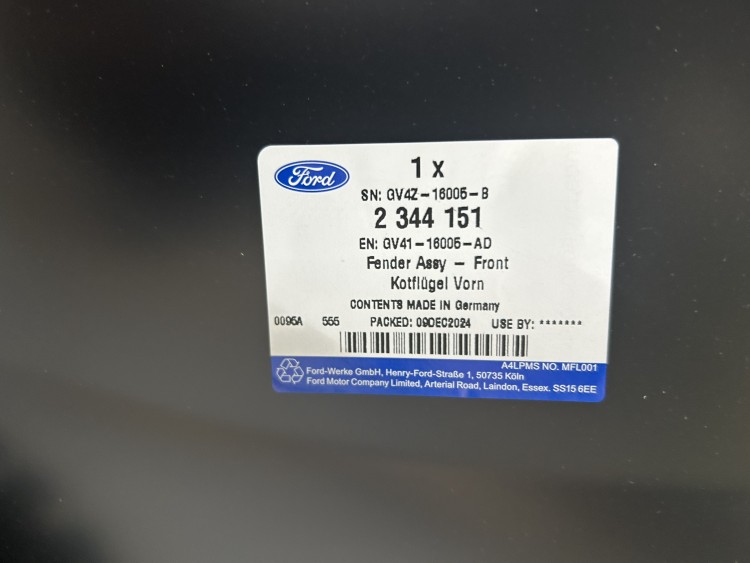 Ford
1 x
SN: GV4Z-16005-B
2 344 151
EN: GV41-16005-AD
Fender Assy - Front
Kotflügel Vorn
CONTENTS MADE IN Germany
0095A 555 PACKED: 09DEC2024 USE BY: *******
A4LPMS NO. MFL001
Ford-Werke GmbH, Henry-Ford-Straße 1, 50735 Köln
Ford Motor Company Limited, Arterial Road, Laindon, Essex. SS15 6EE